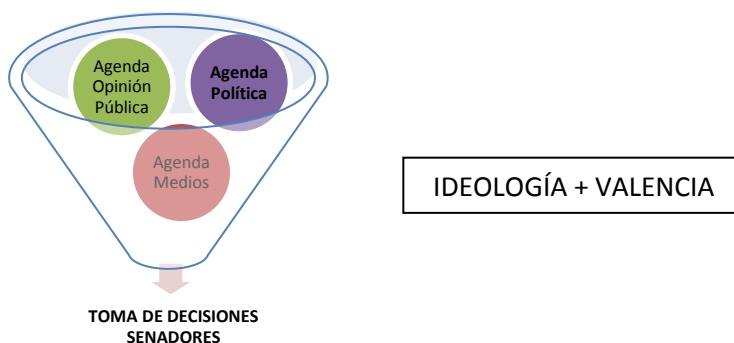 Agenda
Opinión
Pública
Agenda
Política
Agenda
Medios
IDEOLOGÍA + VALENCIA
TOMA DE DECISIONES
SENADORES